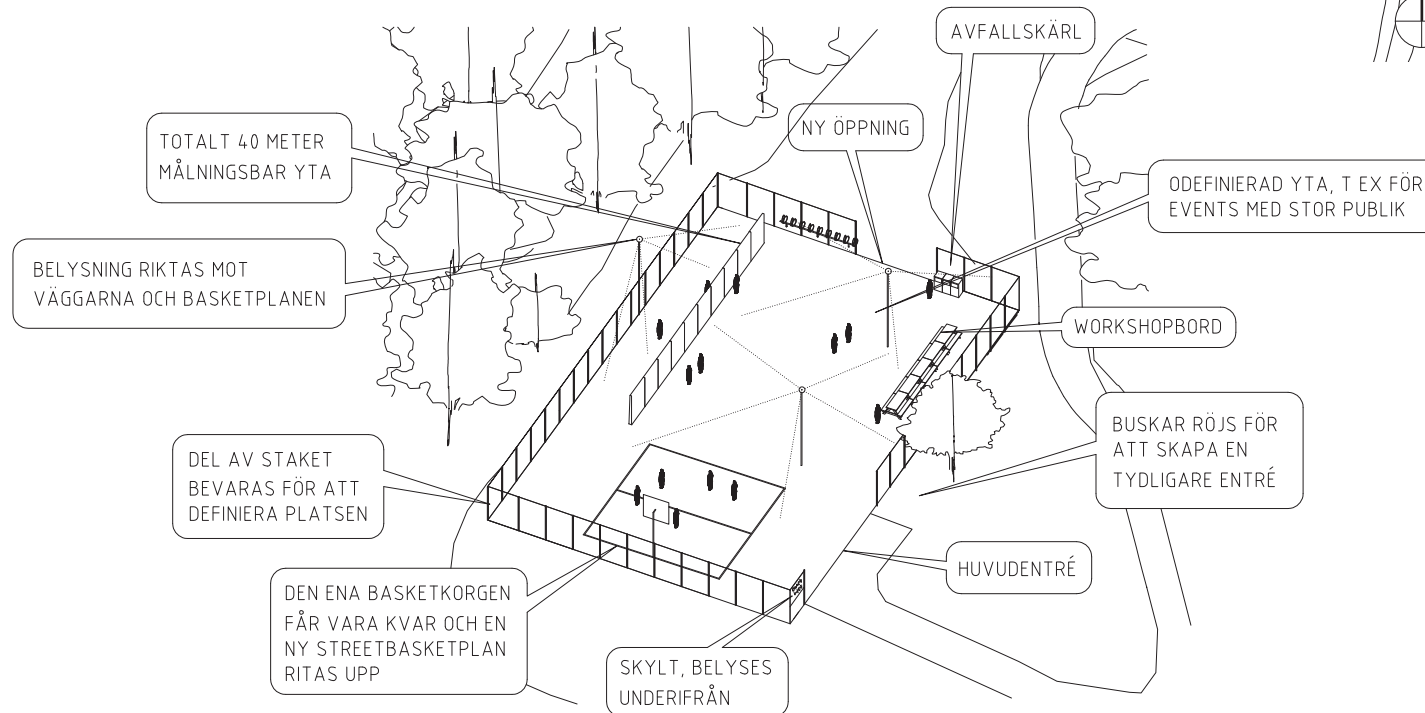 AVFALLSKÄRL
TOTALT 40 METER
MÅLNINGSBAR YTA
NY ÖPPNING
ODEFINIERAD YTA, T EX FÖR
EVENTS MED STOR PUBLIK
BELYSNING RIKTAS MOT
VÄGGARNA OCH BASKETPLANEN
WORKSHOPBORD
BUSKAR RÖJS FÖR
ATT SKAPA EN
TYDLIGARE ENTRÉ
DEL AV STAKET
BEVARAS FÖR ATT
DEFINIERA PLATSEN
HUVUDENTRÉ
DEN ENA BASKETKORGEN
FÅR VARA KVAR OCH EN
NY STREETBASKETPLAN
RITAS UPP
SKYLT, BELYSES
UNDERIFRÅN